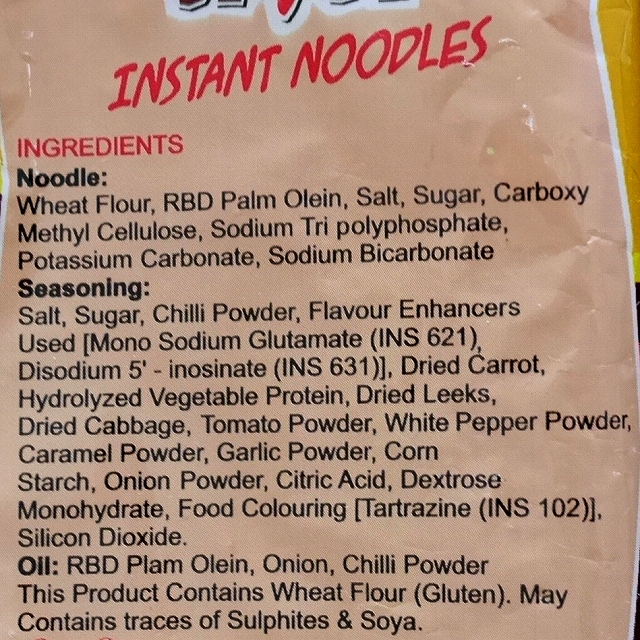 INSTANT NOODLES
INGREDIENTS
Noodle:
Wheat Flour, RBD Palm Olein, Salt, Sugar, Carboxy
Methyl Cellulose, Sodium Tri polyphosphate,
Potassium Carbonate, Sodium Bicarbonate
Seasoning:
Salt, Sugar, Chilli Powder, Flavour Enhancers
Used [Mono Sodium Glutamate (INS 621),
Disodium 5' - inosinate (INS 631)], Dried Carrot,
Hydrolyzed Vegetable Protein, Dried Leeks,
Dried Cabbage, Tomato Powder, White Pepper Powder,
Caramel Powder, Garlic Powder, Corn
Starch, Onion Powder, Citric Acid, Dextrose
Monohydrate, Food Colouring [Tartrazine (INS 102)],
Silicon Dioxide.
Oil: RBD Plam Olein, Onion, Chilli Powder
This Product Contains Wheat Flour (Gluten). May
Contains traces of Sulphites & Soya.